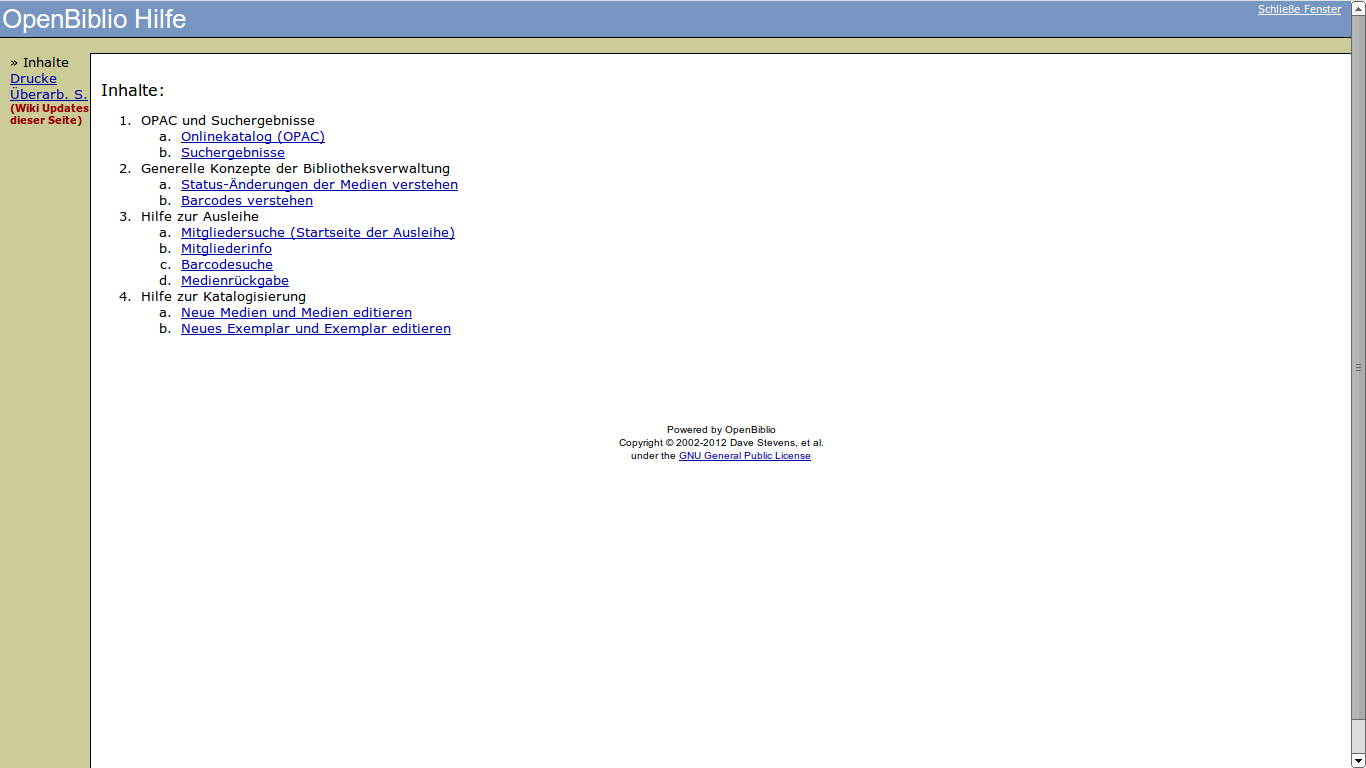 OpenBiblio Hilfe
Schließe Fenster
» Inhalte
Drucke
Überarb. S.
(Wiki Updates
dieser Seite)
Inhalte:
1. OPAC und Suchergebnisse
a. Onlinekatalog (OPAC)
b. Suchergebnisse
2. Generelle Konzepte der Bibliotheksverwaltung
a. Status-Änderungen der Medien verstehen
b. Barcodes verstehen
3. Hilfe zur Ausleihe
a. Mitgliedersuche (Startseite der Ausleihe)
b. Mitgliederinfo
c. Barcodesuche
d. Medienrückgabe
4. Hilfe zur Katalogisierung
a. Neue Medien und Medien editieren
b. Neues Exemplar und Exemplar editieren
Powered by OpenBiblio
Copyright © 2002-2012 Dave Stevens, et al.
under the GNU General Public License